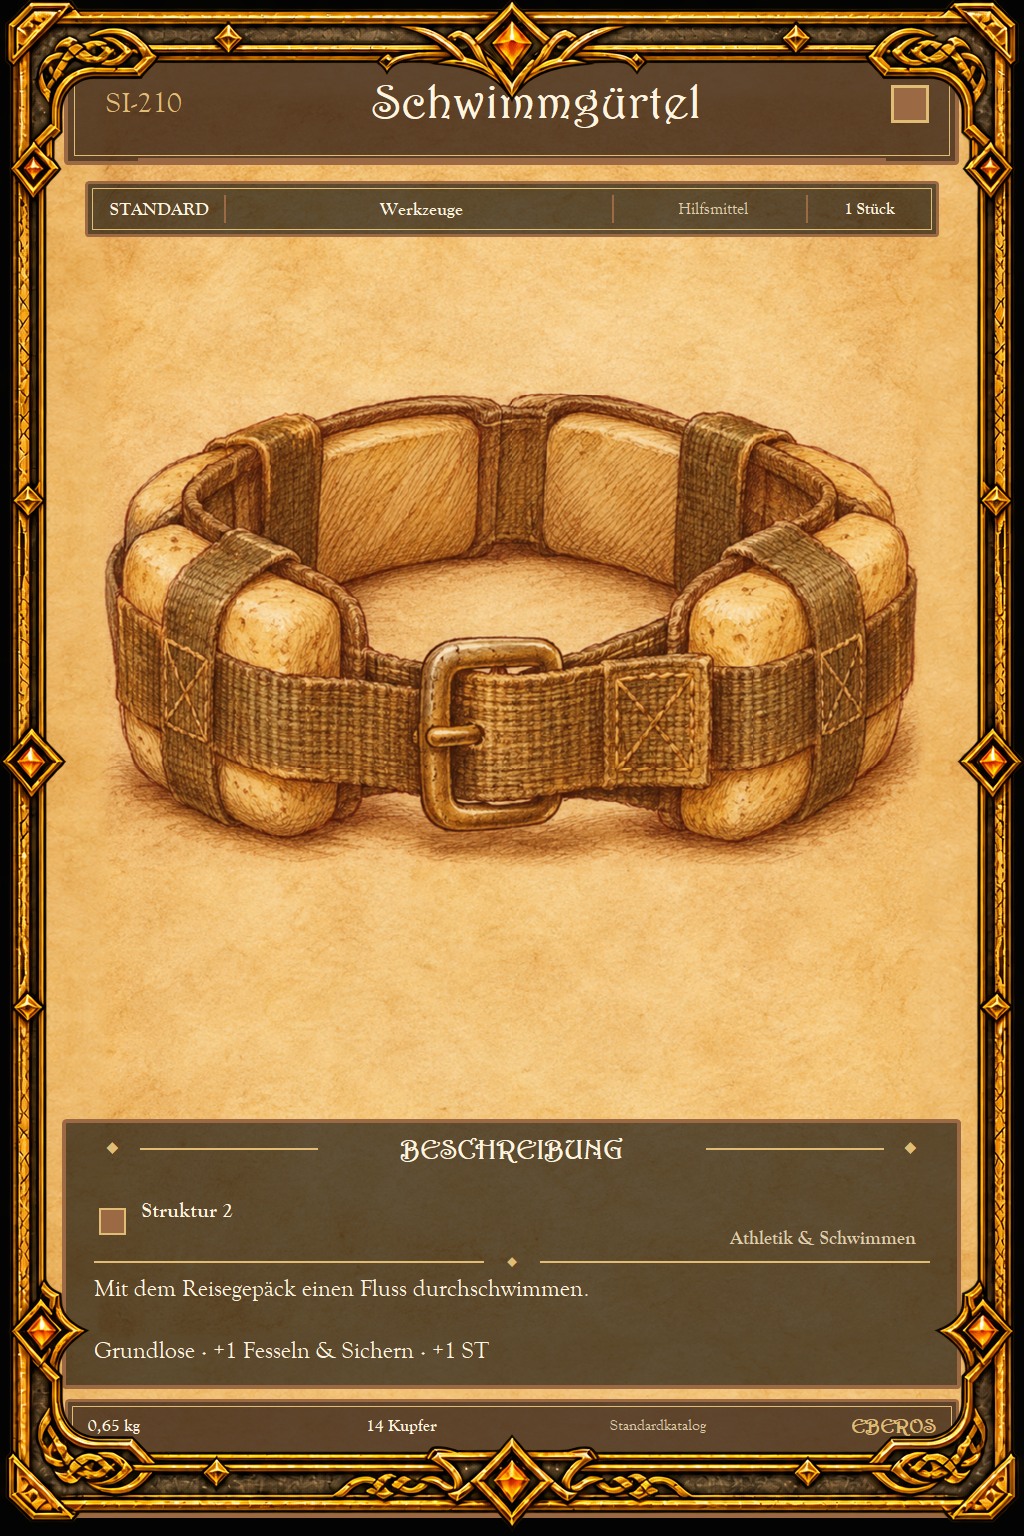 SI-210
Schwimmgürtel
STANDARD
Werkzeuge
Hilfsmittel
1 Stück
BESCHREIBUNG
Struktur 2
Athletik & Schwimmen
Mit dem Reisegepäck einen Fluss durchschwimmen.
Grundlose · +1 Fesseln & Sichern · +1 ST
0,65 kg
14 Kupfer
Standardkatalog
EBEROS